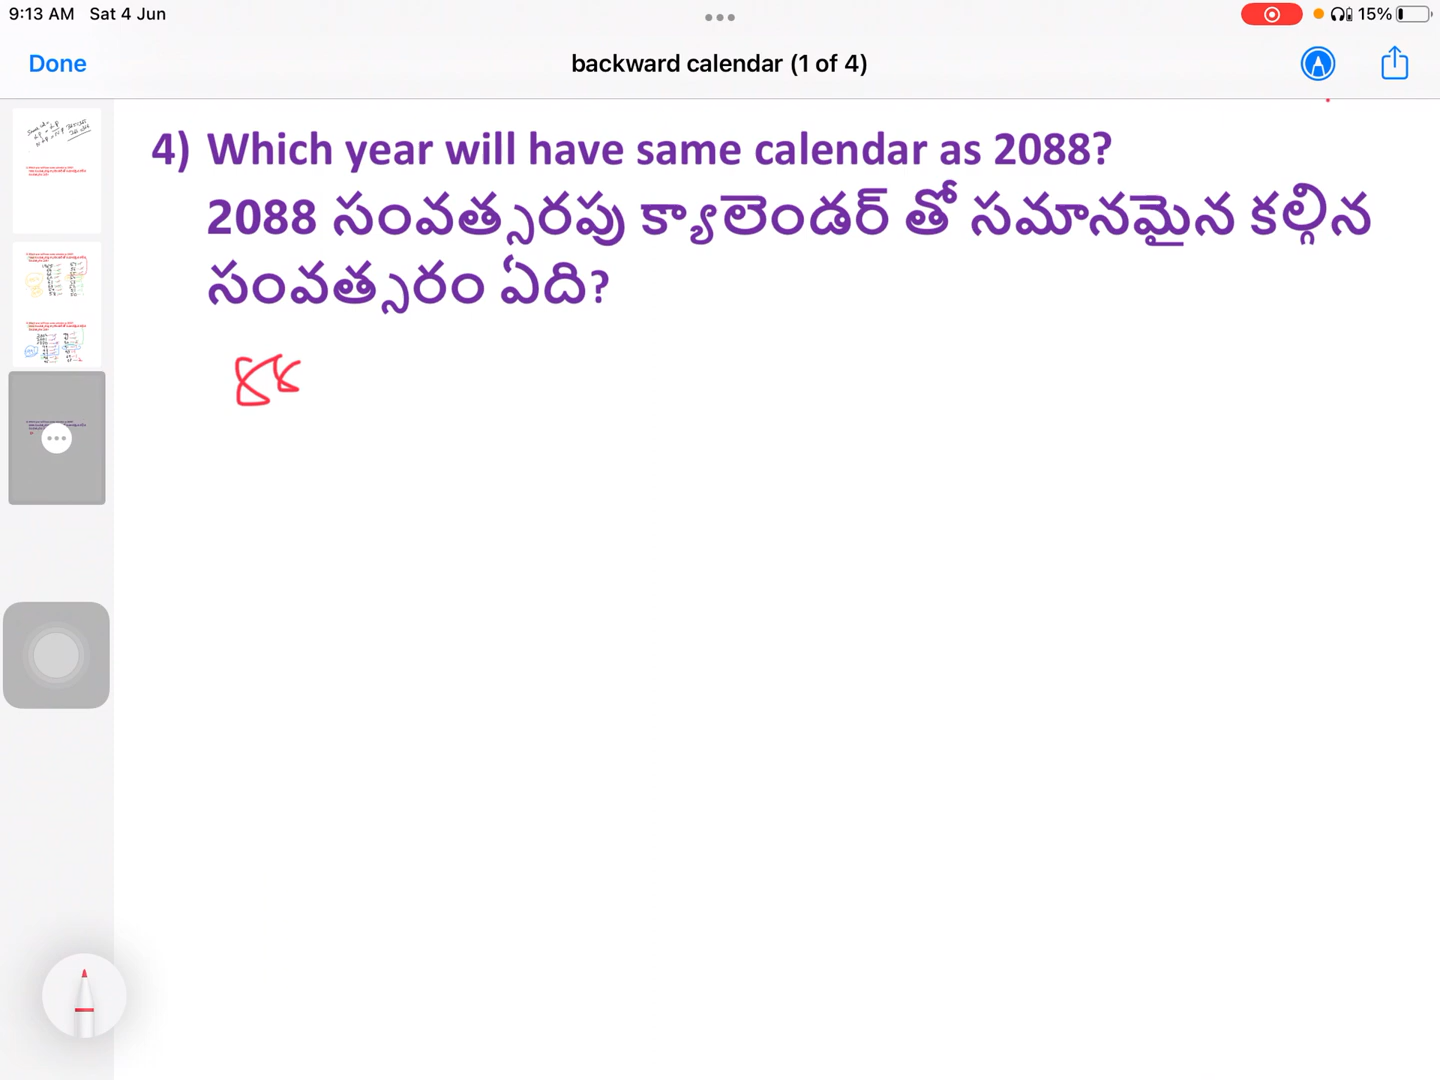 9:13 AM Sat 4 Jun
15%
Done
backward calendar (1 of 4)
4) Which year will have same calendar as 2088?
2088 సంవత్సరపు క్యాలెండర్ తో సమానమైన కల్గిన
సంవత్సరం ఏది?
88